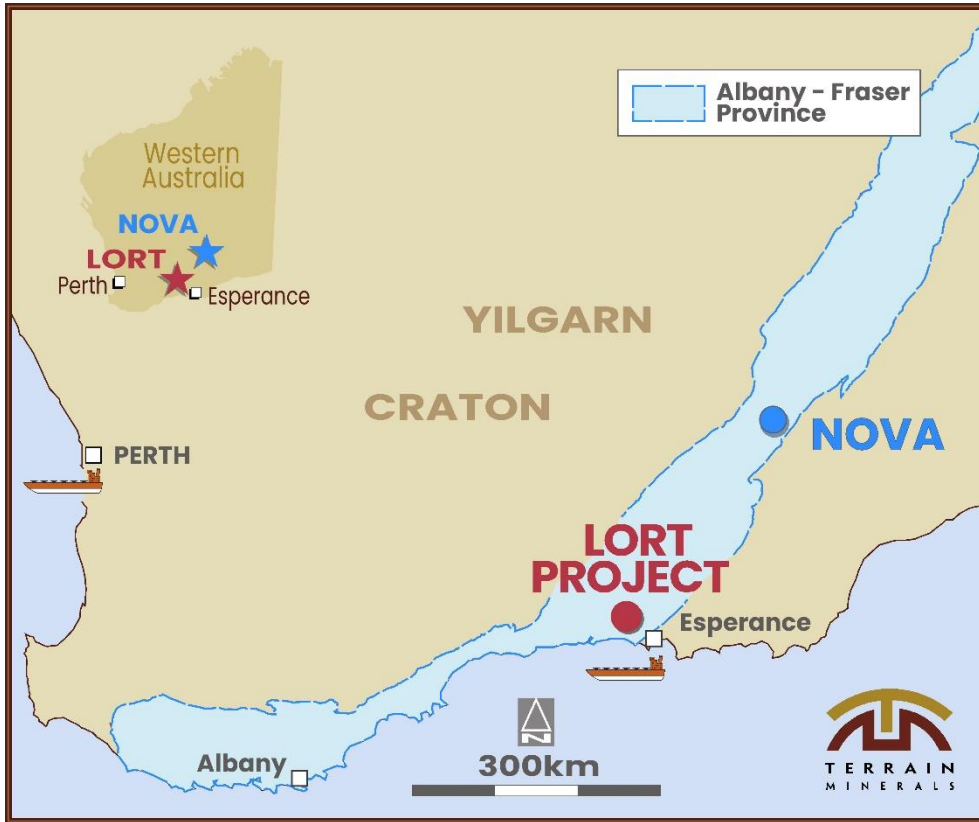 Albany - Fraser
Province
Western
Australia
NOVA
LORT
Perth
Esperance
YILGARN
CRATON
PERTH
NOVA
LORT
PROJECT
Esperance
Albany
N
300km
TERRAIN
MINERALS